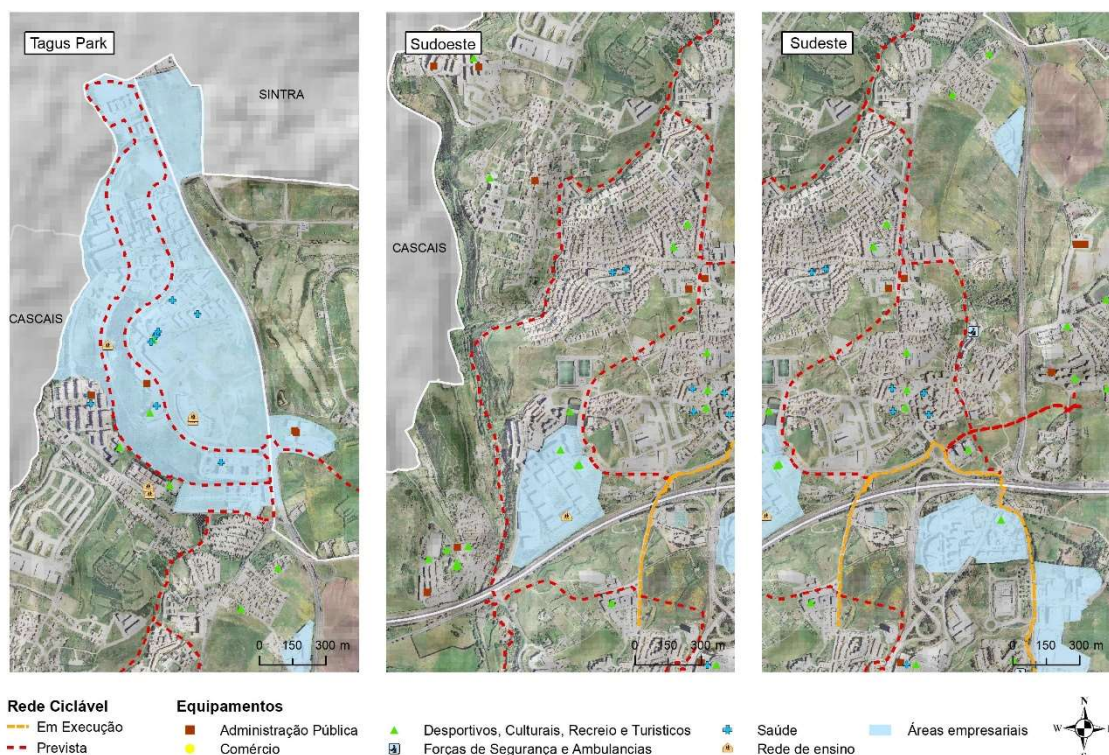 Tagus Park
SINTRA
CASCAIS
0 150 300 m
Sudoeste
CASCAIS
0 150 300 m
Sudeste
0 150 300 m
Rede Ciclável
Em Execução
Prevista
Equipamentos
Administração Pública
Comércio
Desportivos, Culturais, Recreio e Turisticos
Forças de Segurança e Ambulancias
Saúde
Rede de ensino
Áreas empresariais
N
W